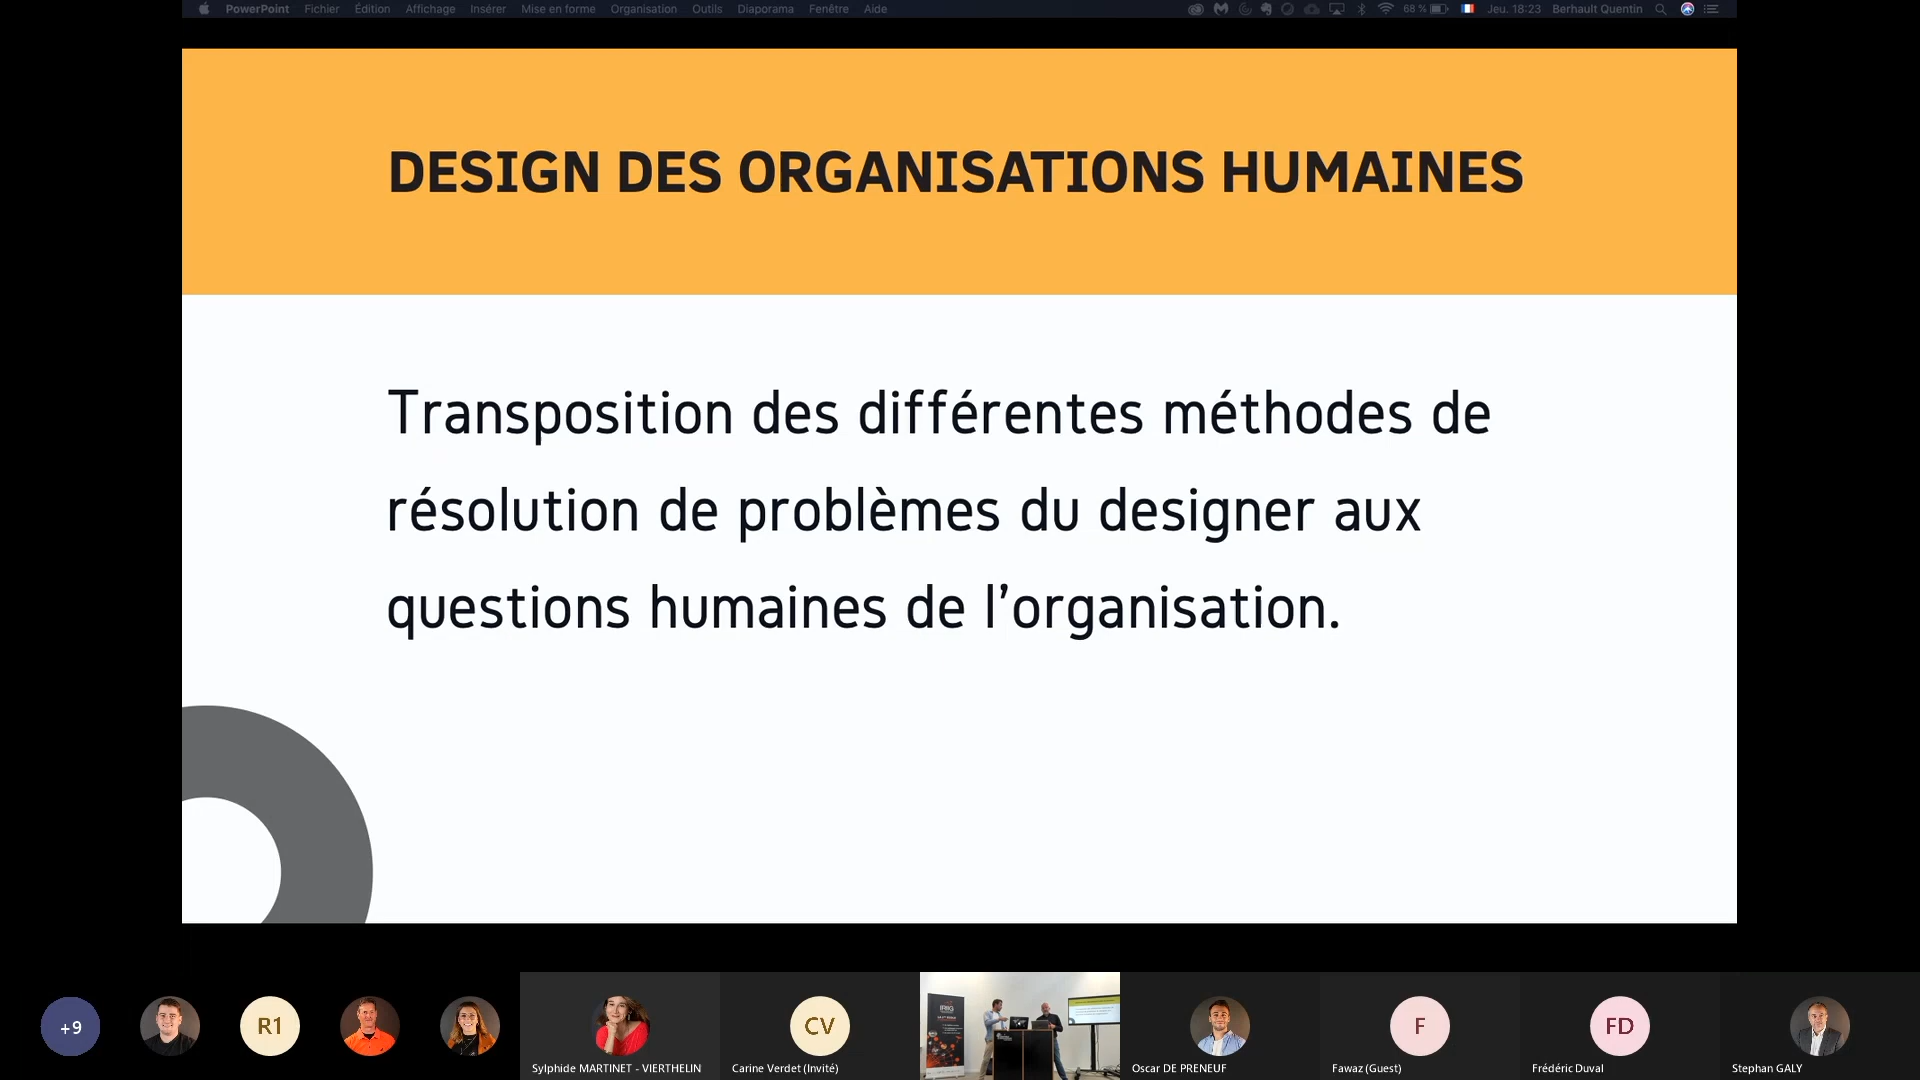 PowerPoint Fichier Édition Affichage Insérer Mise en forme Organisation Outils Diaporama Fenêtre Aide 68 % Jeu. 18:23 Berhault Quentin
DESIGN DES ORGANISATIONS HUMAINES
Transposition des différentes méthodes de
résolution de problèmes du designer aux
questions humaines de l’organisation.
+9
R1
CV
F
FD
Sylphide MARTINET - VIERTHELIN
Carine Verdet (Invité)
Oscar DE PRENEUF
Fawaz (Guest)
Frédéric Duval
Stephan GALY